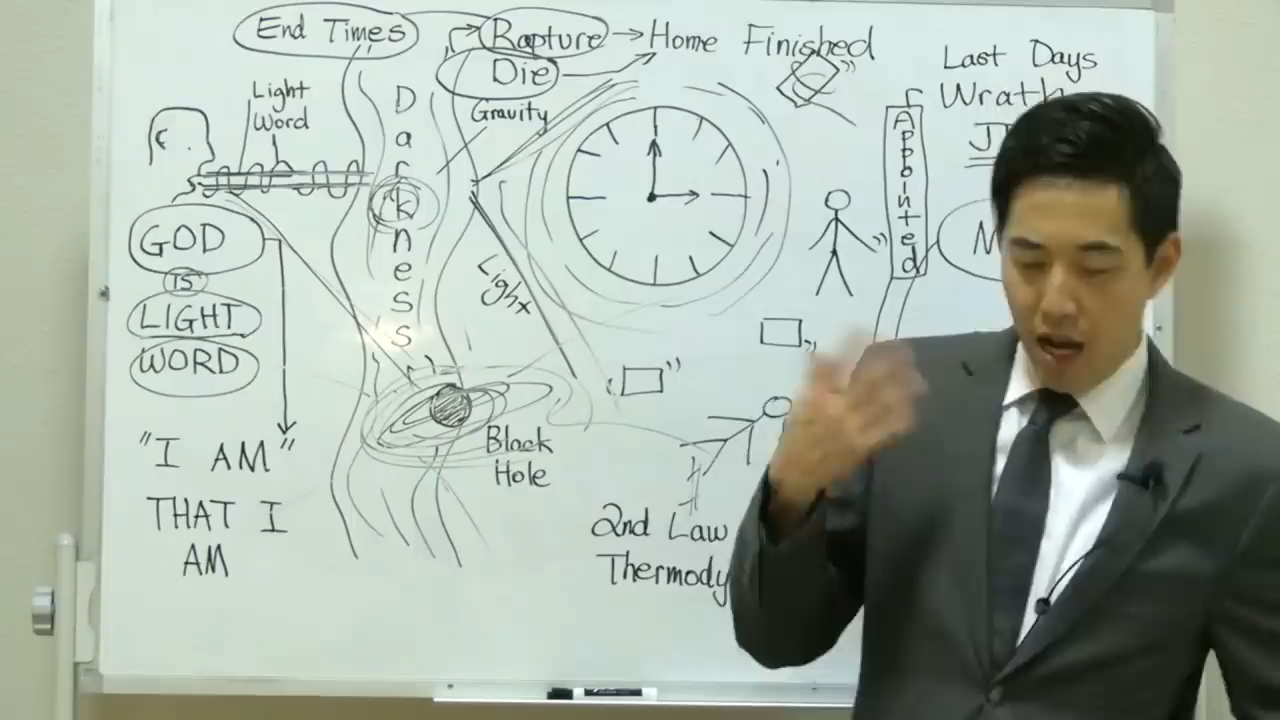 End Times
Rapture
Home Finished
Die
Gravity
Last Days
Wrath
Light
Word
Darkness
Appointed
GOD
IS
LIGHT
WORD
Light
"I AM"
THAT I
AM
Black
Hole
2nd Law